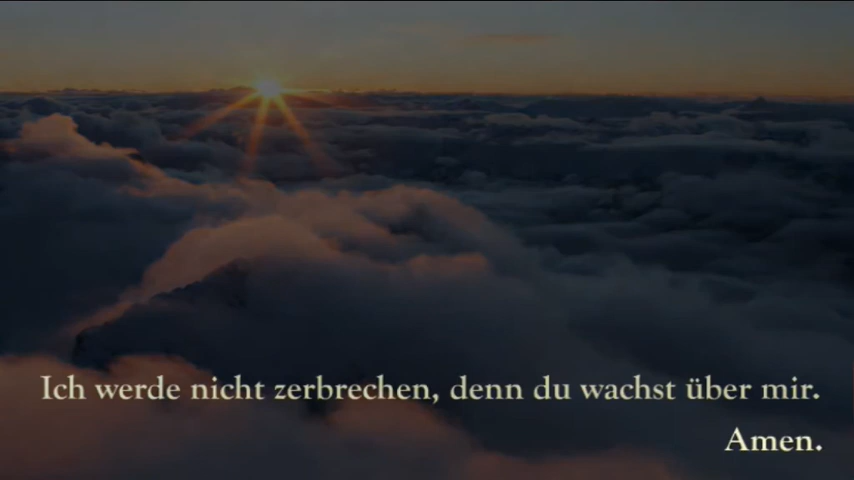 Ich werde nicht zerbrechen, denn du wachst über mir.
Amen.